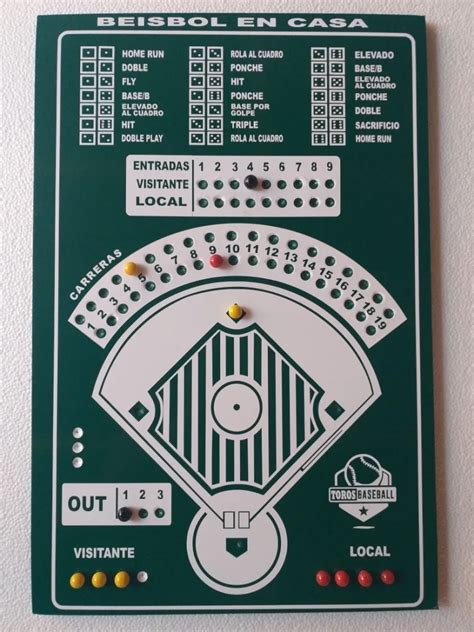 BEISBOL EN CASA
HOME RUN
DOBLE
FLY
BASE/B
ELEVADO
AL CUADRO
HIT
DOBLE PLAY
ROLA AL CUADRO
PONCHE
HIT
PONCHE
BASE POR
GOLPE
TRIPLE
ROLA AL CUADRO
ELEVADO
BASE/B
ELEVADO
AL CUADRO
PONCHE
DOBLE
SACRIFICIO
HOME RUN
ENTRADAS 1 2 3 4 5 6 7 8 9
VISITANTE
LOCAL
CARRERAS
1 2 3 4 5 6 7 8 9 10 11 12 13 14 15 16 17 18 19
OUT 1 2 3
TOROS BASEBALL
VISITANTE
LOCAL